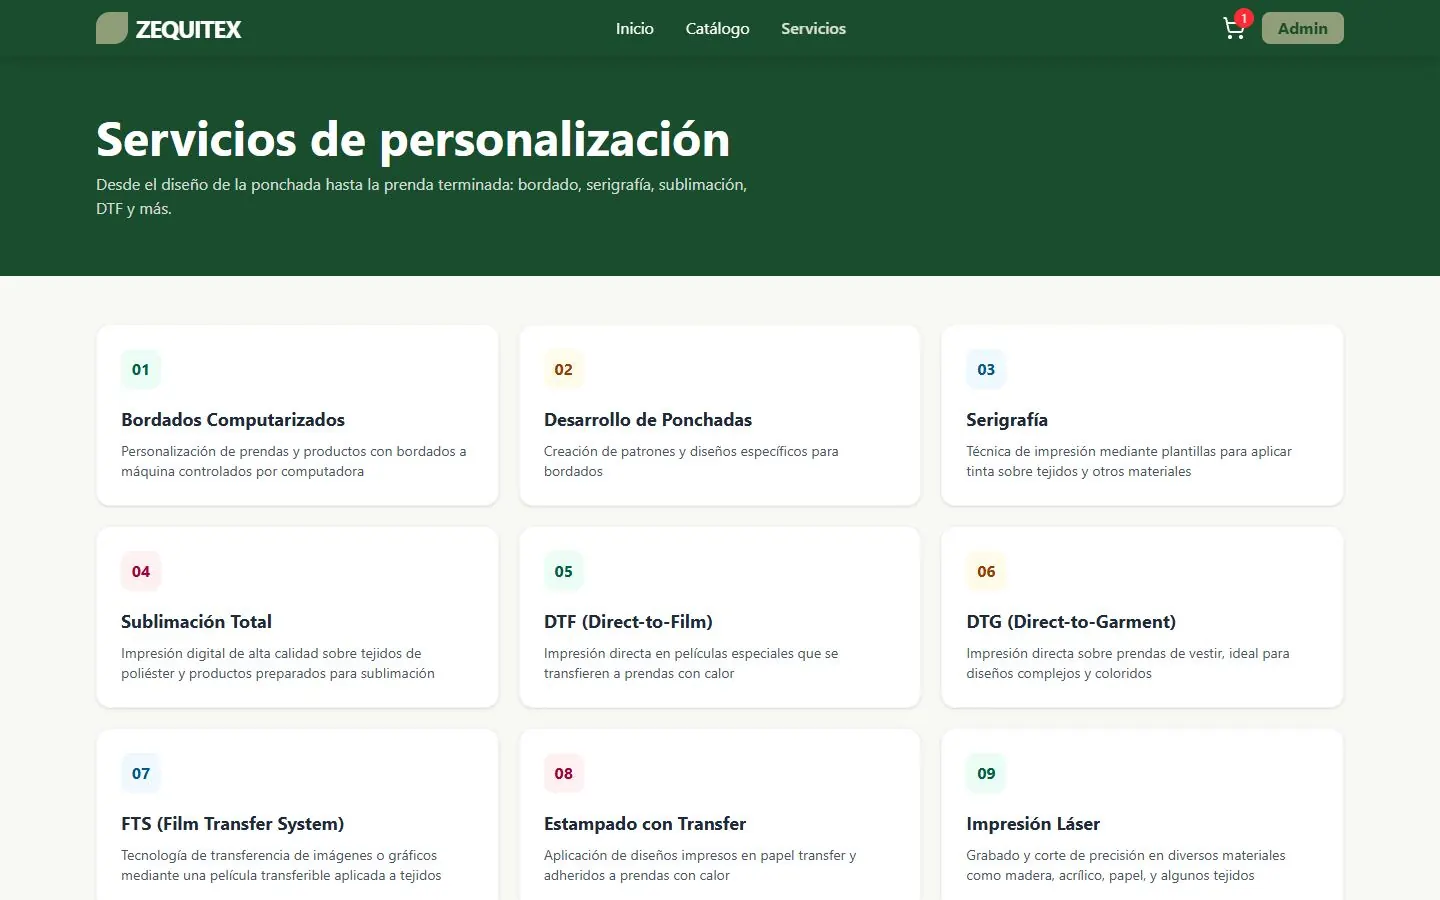 ZEQUITEX
Inicio
Catálogo
Servicios
1
Admin
Servicios de personalización
Desde el diseño de la ponchada hasta la prenda terminada: bordado, serigrafía, sublimación,
DTF y más.
01
Bordados Computarizados
Personalización de prendas y productos con bordados a
máquina controlados por computadora
02
Desarrollo de Ponchadas
Creación de patrones y diseños específicos para
bordados
03
Serigrafía
Técnica de impresión mediante plantillas para aplicar
tinta sobre tejidos y otros materiales
04
Sublimación Total
Impresión digital de alta calidad sobre tejidos de
poliéster y productos preparados para sublimación
05
DTF (Direct-to-Film)
Impresión directa en películas especiales que se
transfieren a prendas con calor
06
DTG (Direct-to-Garment)
Impresión directa sobre prendas de vestir, ideal para
diseños complejos y coloridos
07
FTS (Film Transfer System)
Tecnología de transferencia de imágenes o gráficos
mediante una película transferible aplicada a tejidos
08
Estampado con Transfer
Aplicación de diseños impresos en papel transfer y
adheridos a prendas con calor
09
Impresión Láser
Grabado y corte de precisión en diversos materiales
como madera, acrílico, papel, y algunos tejidos